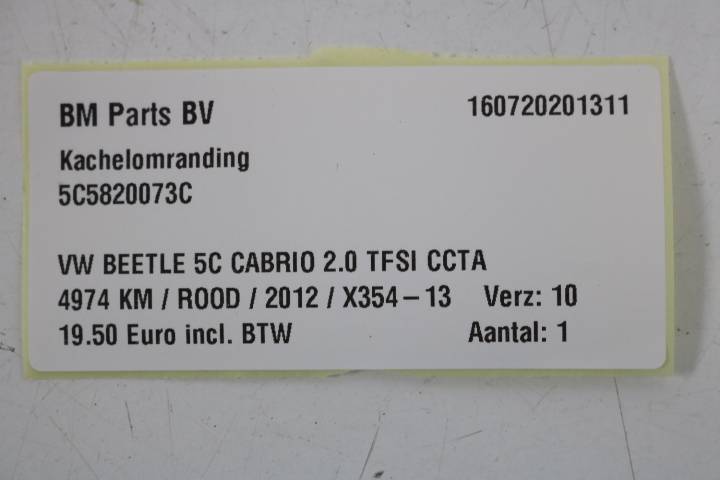 BM Parts BV 160720201311
Kachelomranding
5C5820073C
VW BEETLE 5C CABRIO 2.0 TFSI CCTA
4974 KM / ROOD / 2012 / X354-13 Verz: 10
19.50 Euro incl. BTW Aantal: 1